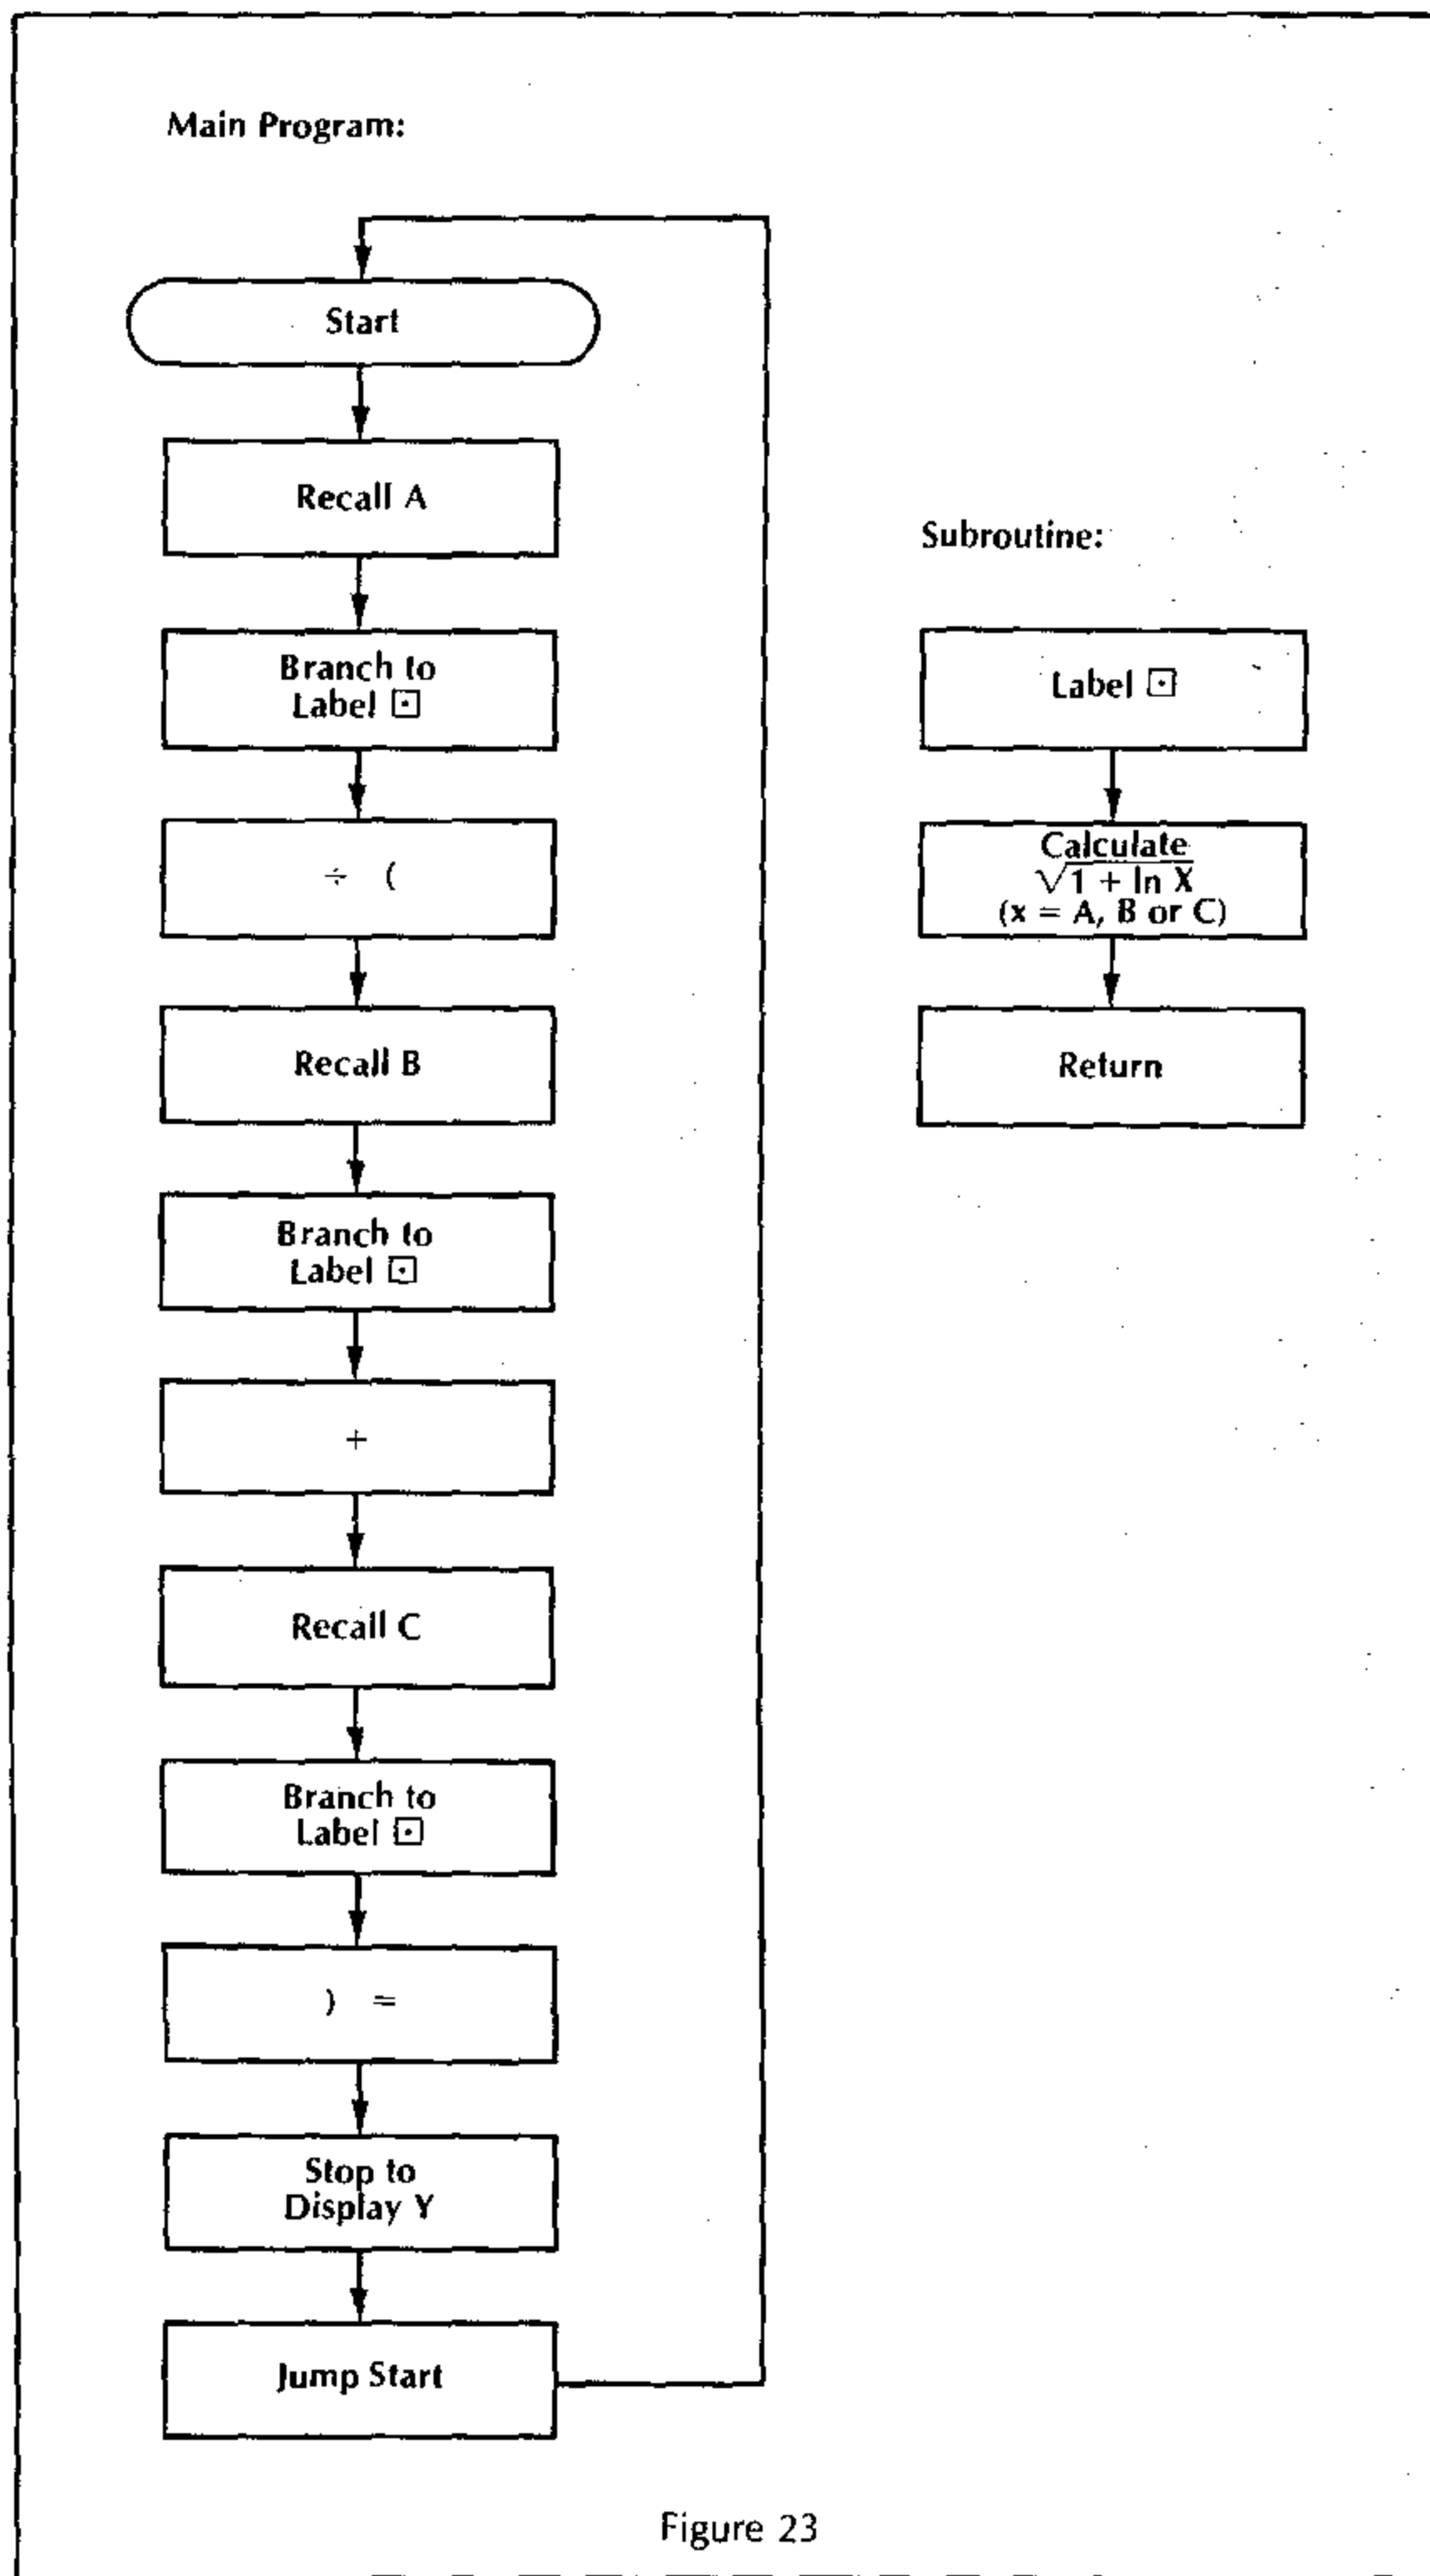 Main Program:
Start
Recall A
Branch to
Label ⊡
÷ (
Recall B
Branch to
Label ⊡
+
Recall C
Branch to
Label ⊡
) =
Stop to
Display Y
Jump Start
Subroutine:
Label ⊡
Calculate
√1 + ln X
(x = A, B or C)
Return
Figure 23